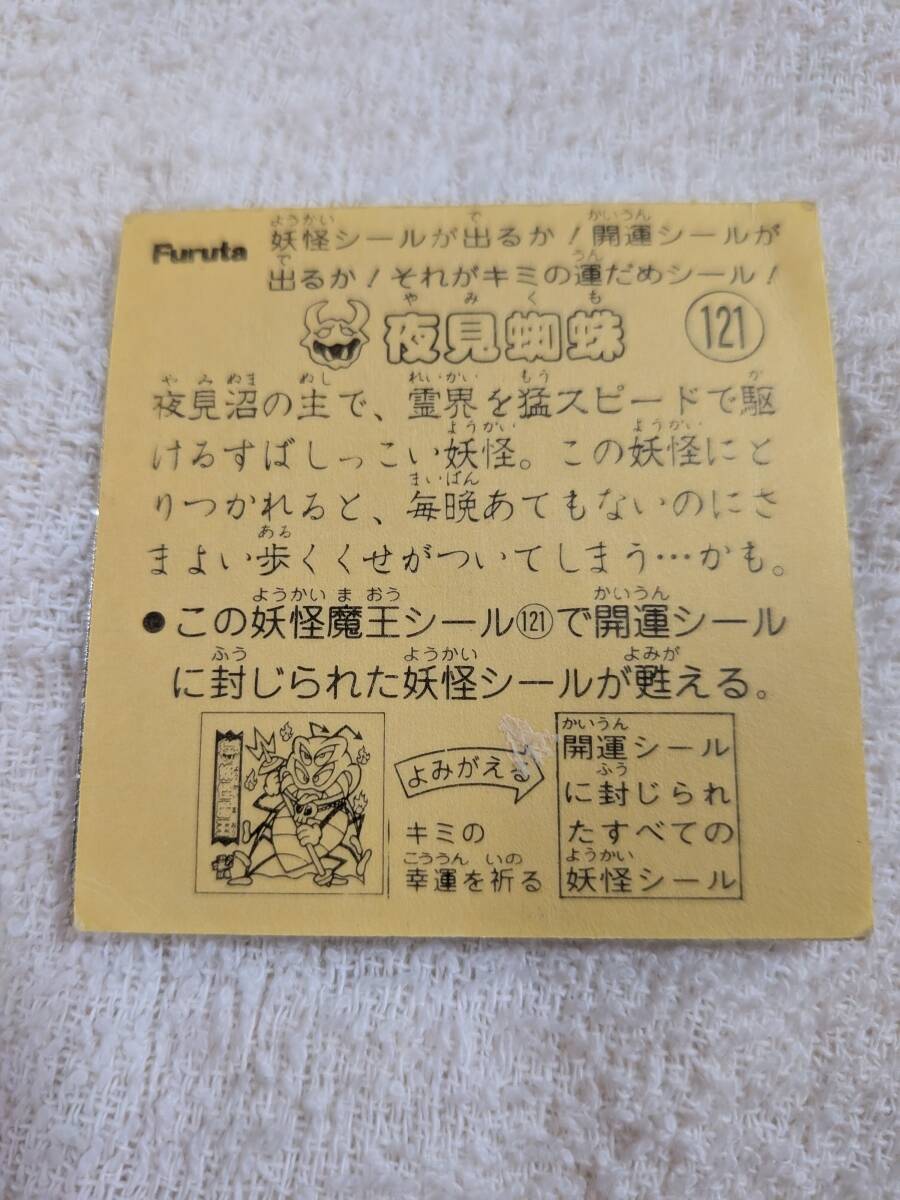 Furuta
妖怪シールが出るか！開運シールが
出るか！それがキミの運だめシール！
夜見蜘蛛 121
夜見沼の主で、霊界を猛スピードで駆
けるすばしっこい妖怪。この妖怪にと
りつかれると、毎晩あてもないのにさ
まよい歩くくせがついてしまう…かも。
●この妖怪魔王シール121で開運シール
に封じられた妖怪シールが甦える。
よみがえる
キミの
幸運を祈る
開運シール
に封じられ
たすべての
妖怪シール